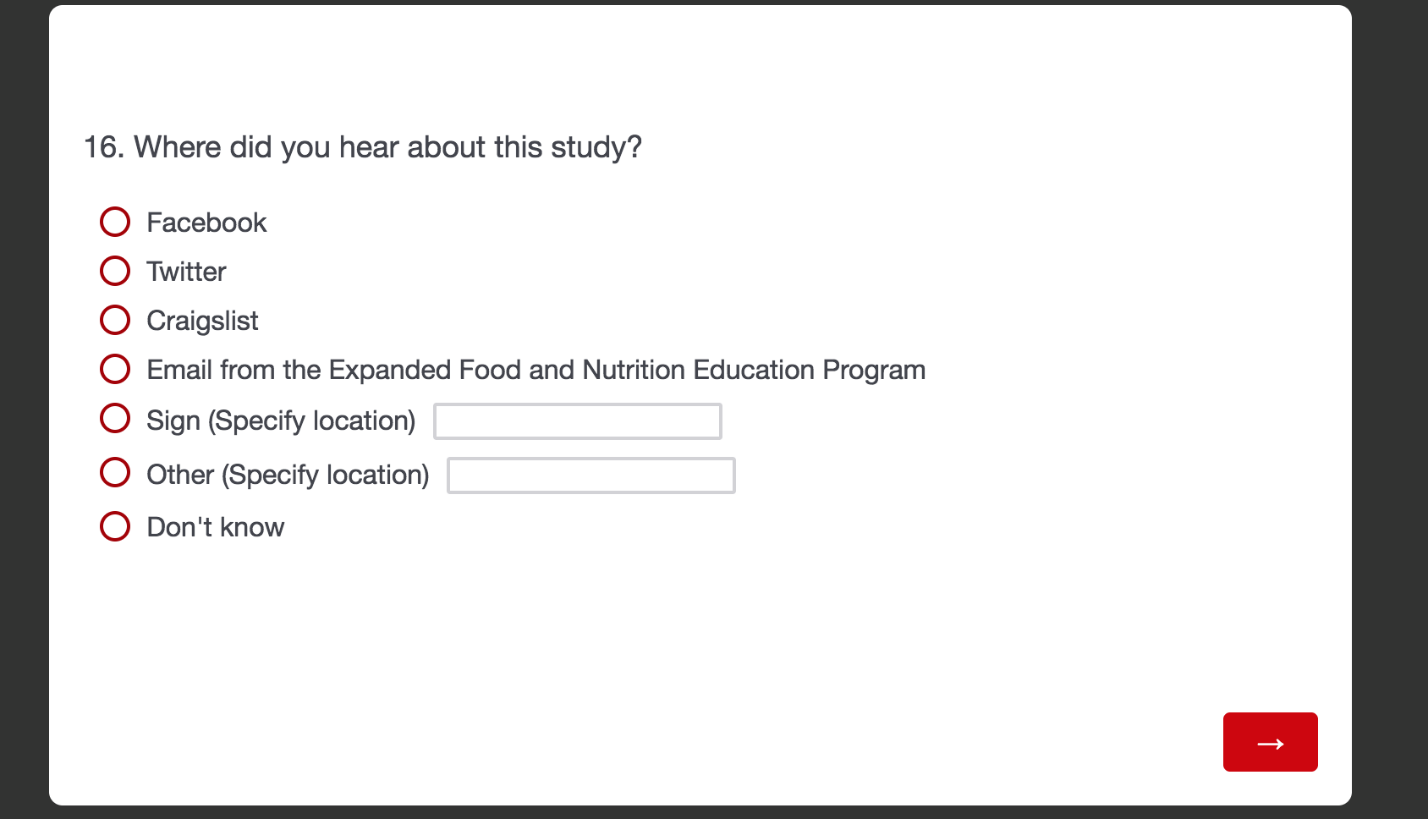 16. Where did you hear about this study?
Facebook
Twitter
Craigslist
Email from the Expanded Food and Nutrition Education Program
Sign (Specify location)
Other (Specify location)
Don't know
→